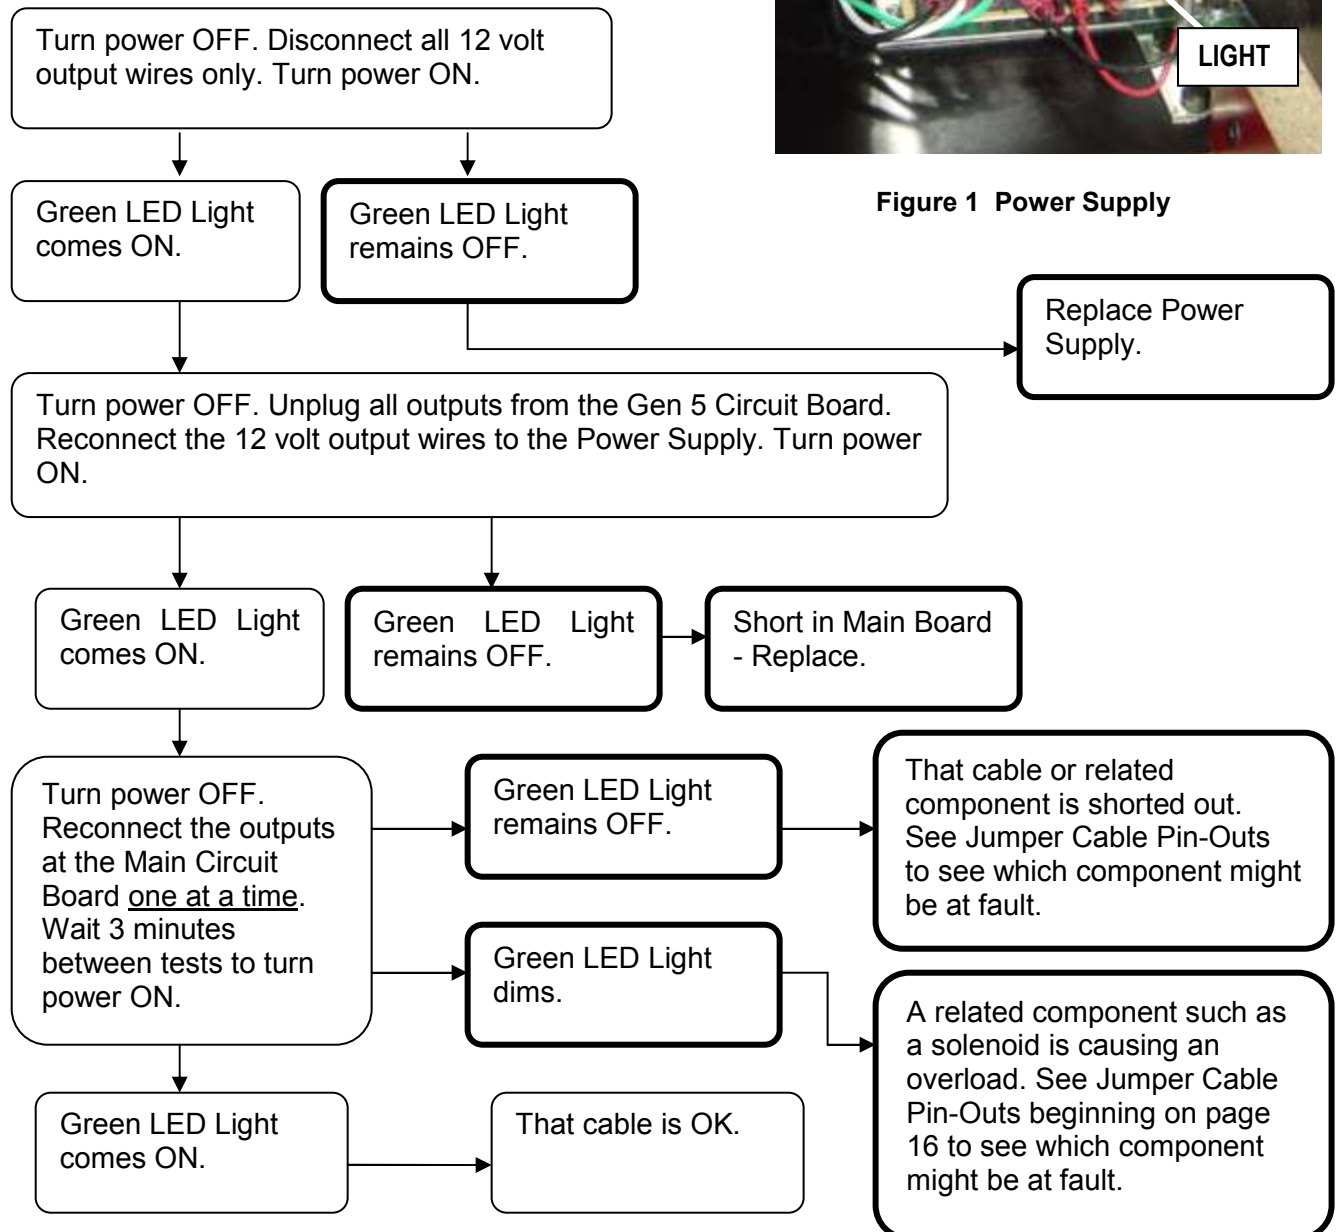 Turn power OFF. Disconnect all 12 volt
output wires only. Turn power ON.
LIGHT
Figure 1 Power Supply
Green LED Light
comes ON.
Green LED Light
remains OFF.
Replace Power
Supply.
Turn power OFF. Unplug all outputs from the Gen 5 Circuit Board.
Reconnect the 12 volt output wires to the Power Supply. Turn power
ON.
Green LED Light
comes ON.
Green LED Light
remains OFF.
Short in Main Board
- Replace.
Turn power OFF.
Reconnect the outputs
at the Main Circuit
Board one at a time.
Wait 3 minutes
between tests to turn
power ON.
Green LED Light
remains OFF.
That cable or related
component is shorted out.
See Jumper Cable Pin-Outs
to see which component might
be at fault.
Green LED Light
dims.
A related component such as
a solenoid is causing an
overload. See Jumper Cable
Pin-Outs beginning on page
16 to see which component
might be at fault.
Green LED Light
comes ON.
That cable is OK.